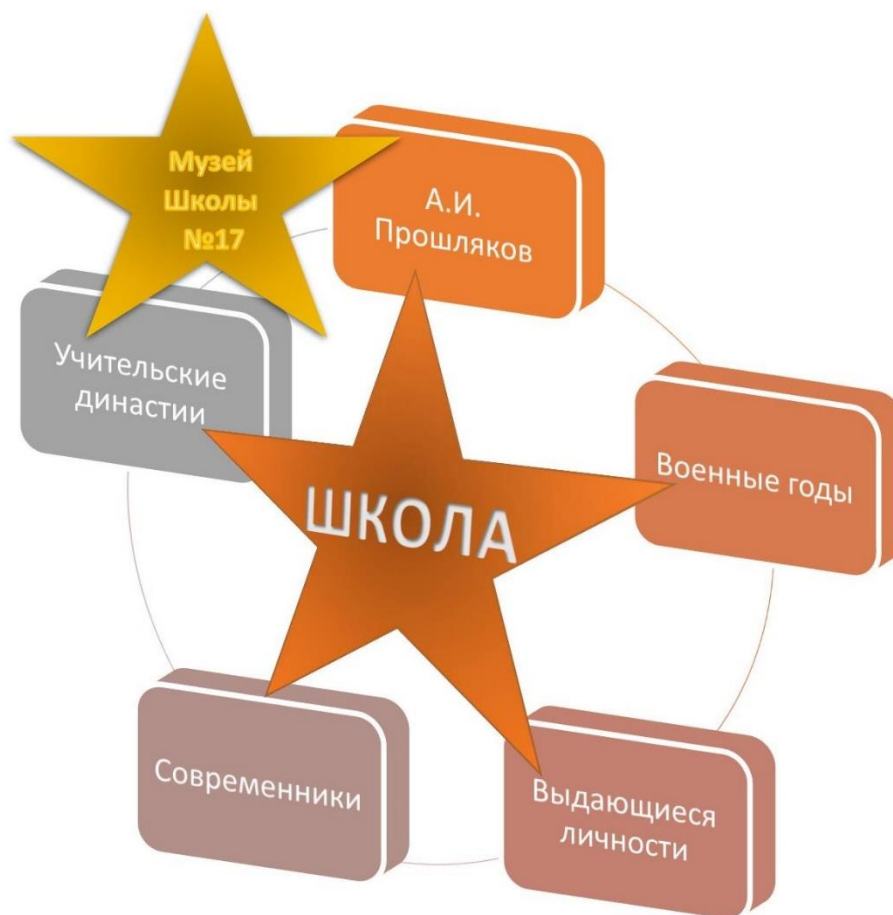 Музей
Школы
№17
А.И.
Прошляков
Учительские
династии
Военные годы
ШКОЛА
Современники
Выдающиеся
личности